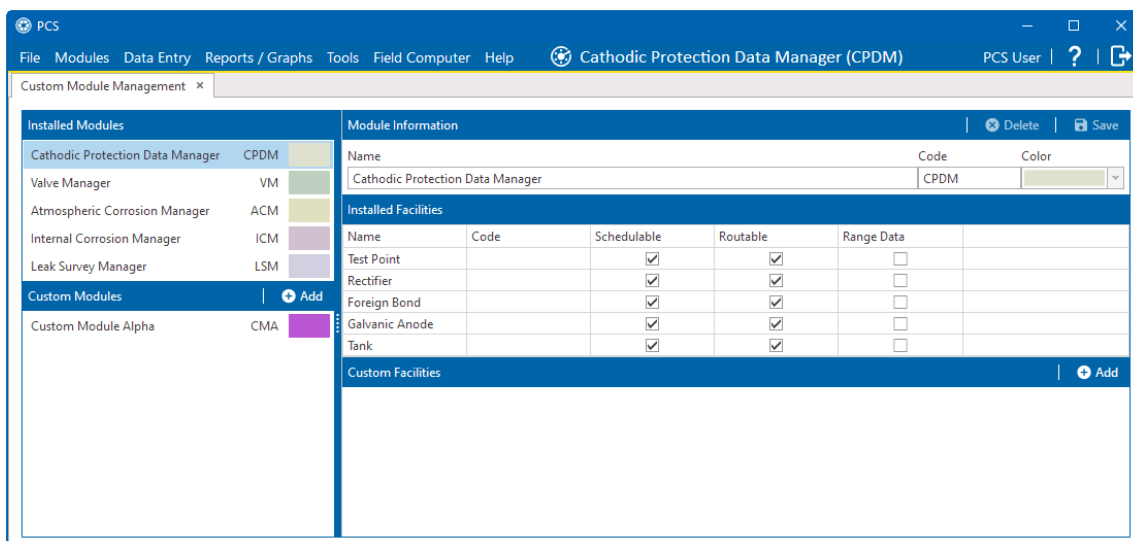 PCS
File Modules Data Entry Reports / Graphs Tools Field Computer Help Cathodic Protection Data Manager (CPDM) PCS User | ? |
Custom Module Management ×
Installed Modules
Cathodic Protection Data Manager CPDM
Valve Manager VM
Atmospheric Corrosion Manager ACM
Internal Corrosion Manager ICM
Leak Survey Manager LSM
Custom Modules | Add
Custom Module Alpha CMA
Module Information | Delete | Save
Name Code Color
Cathodic Protection Data Manager CPDM
Installed Facilities
Name Code Schedulable Routable Range Data
Test Point
Rectifier
Foreign Bond
Galvanic Anode
Tank
Custom Facilities | Add